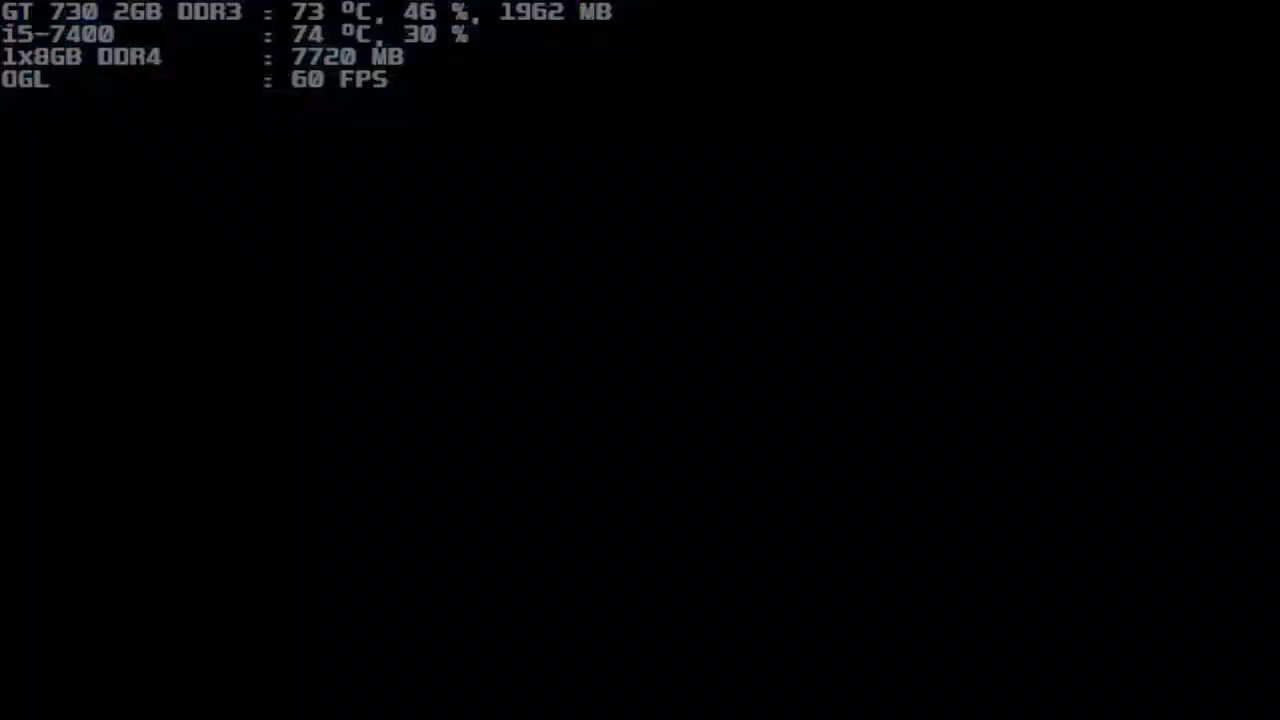 GT 730 2GB DDR3 : 73 ºC, 46 %, 1962 MB
i5-7400 : 74 ºC, 30 %
1x8GB DDR4 : 7720 MB
OGL : 60 FPS